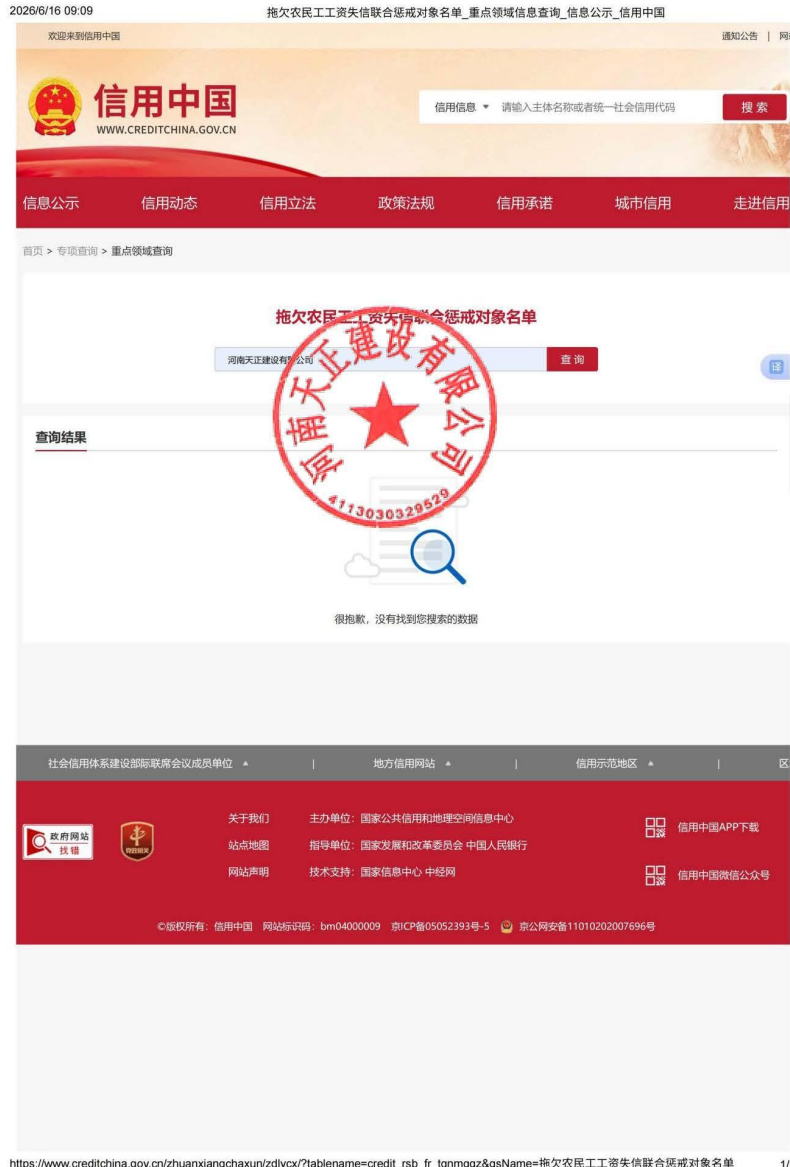 2026/6/16 09:09 拖欠农民工工资失信联合惩戒对象名单_重点领域信息查询_信息公示_信用中国
欢迎来到信用中国 通知公告 |
信用中国
WWW.CREDITCHINA.GOV.CN
信用信息 请输入主体名称或者统一社会信用代码 搜索
信息公示 信用动态 信用立法 政策法规 信用承诺 城市信用 走进信用
首页 > 专项查询 > 重点领域查询
拖欠农民工工资失信联合惩戒对象名单
河南天正建设有限公司 查询
译
河南天正建设有限公司
4113030329529
查询结果
很抱歉，没有找到您搜索的数据
社会信用体系建设部际联席会议成员单位 | 地方信用网站 | 信用示范地区 | 区
政府网站
找错
党政机关
关于我们 主办单位：国家公共信用和地理空间信息中心
站点地图 指导单位：国家发展和改革委员会 中国人民银行
网站声明 技术支持：国家信息中心 中经网
信用中国APP下载
信用中国微信公众号
©版权所有：信用中国 网站标识码：bm04000009 京ICP备05052393号-5 京公网安备11010202007696号
https://www.creditchina.gov.cn/zhuanxiangchaxun/zdlycx/?tablename=credit_rsb_fr_tqnmggz&gsName=拖欠农民工工资失信联合惩戒对象名单 1/